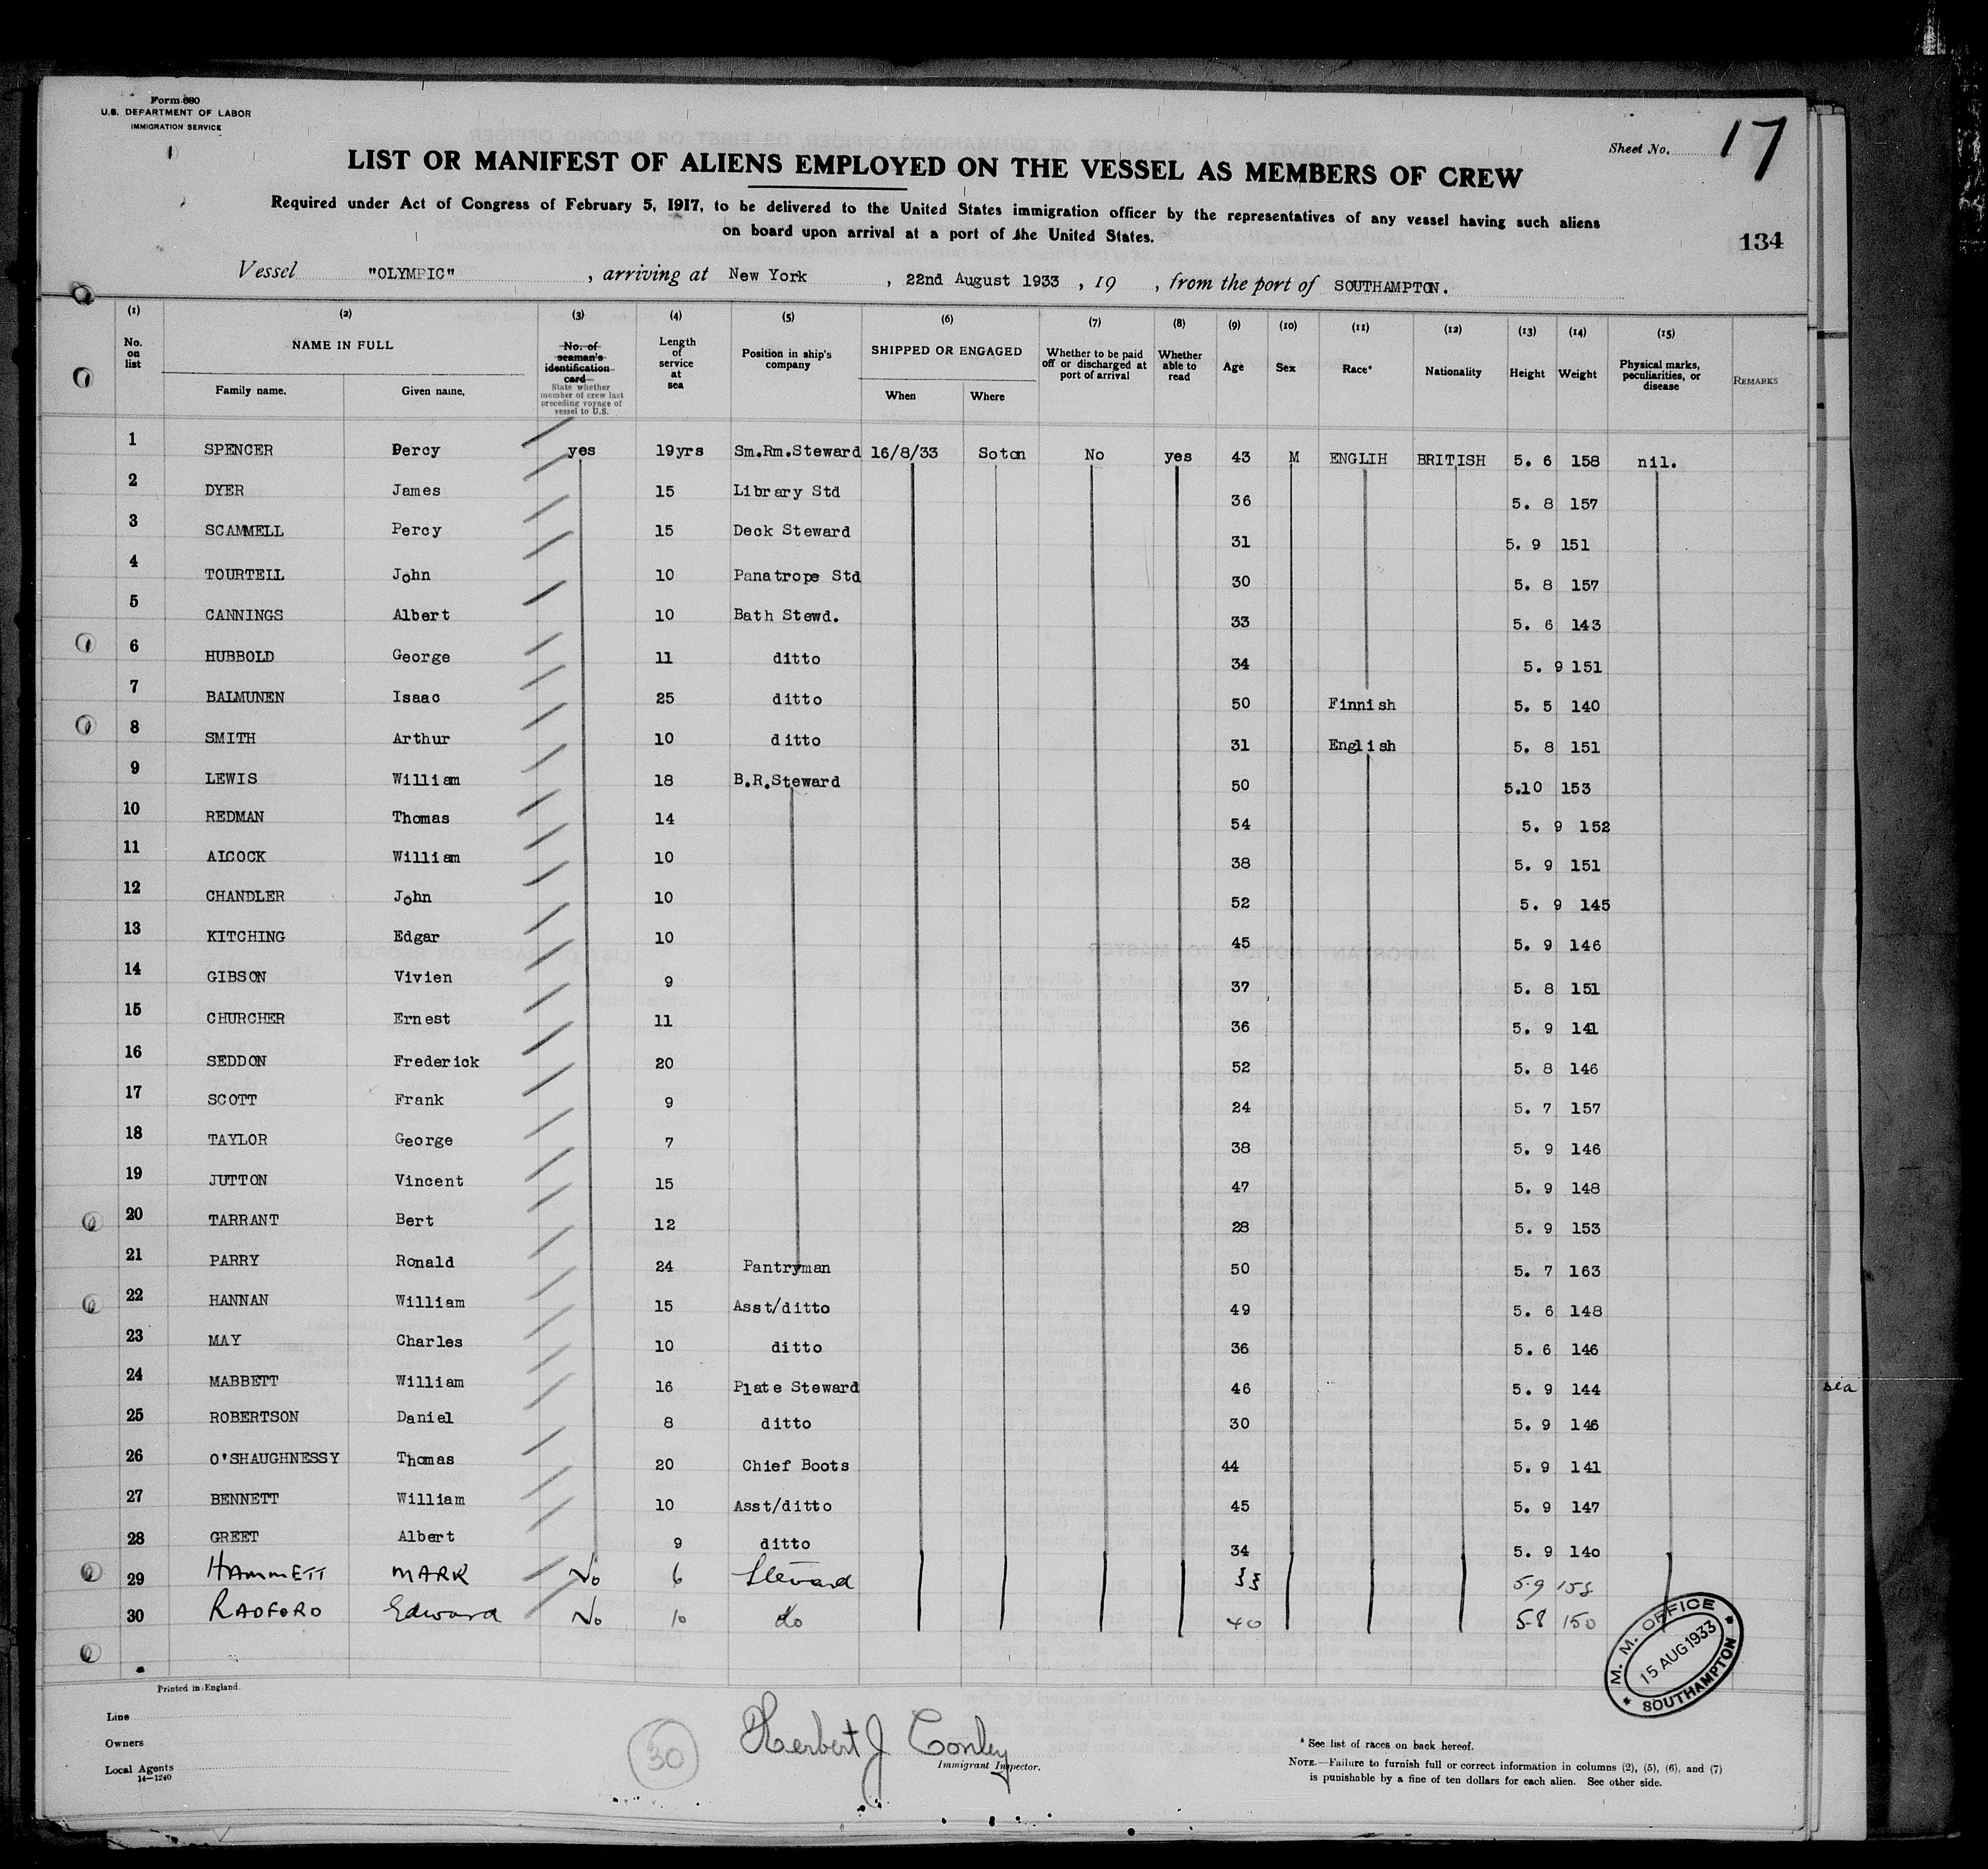 Form 680
U.S. DEPARTMENT OF LABOR
IMMIGRATION SERVICE
Sheet No. 17
LIST OR MANIFEST OF ALIENS EMPLOYED ON THE VESSEL AS MEMBERS OF CREW
Required under Act of Congress of February 5, 1917, to be delivered to the United States immigration officer by the representatives of any vessel having such aliens
on board upon arrival at a port of the United States.
134
Vessel "OLYMPIC" , arriving at New York , 22nd August 1933 , 19 , from the port of SOUTHAMPTON.
(1) (2) (3) (4) (5) (6) (7) (8) (9) (10) (11) (12) (13) (14) (15)
No. on list
NAME IN FULL
Family name. Given name.
No. of seaman's identification card
State whether member of crew last preceding voyage of vessel to U.S.
Length of service at sea
Position in ship's company
SHIPPED OR ENGAGED
When Where
Whether to be paid off or discharged at port of arrival
Whether able to read
Age
Sex
Race*
Nationality
Height
Weight
Physical marks, peculiarities, or disease
REMARKS
1 SPENCER Percy yes 19yrs Sm.Rm.Steward 16/8/33 Soton No yes 43 M ENGLIH BRITISH 5. 6 158 nil.
2 DYER James 15 Library Std 36 5. 8 157
3 SCAMMELL Percy 15 Deck Steward 31 5. 9 151
4 TOURTELL John 10 Panatrope Std 30 5. 8 157
5 CANNINGS Albert 10 Bath Stewd. 33 5. 6 143
6 HUBBOLD George 11 ditto 34 5. 9 151
7 BALMUNEN Isaac 25 ditto 50 Finnish 5. 5 140
8 SMITH Arthur 10 ditto 31 English 5. 8 151
9 LEWIS William 18 B.R.Steward 50 5.10 153
10 REDMAN Thomas 14 54 5. 9 152
11 AICOCK William 10 38 5. 9 151
12 CHANDLER John 10 52 5. 9 145
13 KITCHING Edgar 10 45 5. 9 146
14 GIBSON Vivien 9 37 5. 8 151
15 CHURCHER Ernest 11 36 5. 9 141
16 SEDDON Frederick 20 52 5. 8 146
17 SCOTT Frank 9 24 5. 7 157
18 TAYLOR George 7 38 5. 9 146
19 JUTTON Vincent 15 47 5. 9 148
20 TARRANT Bert 12 28 5. 9 153
21 PARRY Ronald 24 Pantryman 50 5. 7 163
22 HANNAN William 15 Asst/ditto 49 5. 6 148
23 MAY Charles 10 ditto 36 5. 6 146
24 MABBETT William 16 Plate Steward 46 5. 9 144
25 ROBERTSON Daniel 8 ditto 30 5. 9 146
26 O'SHAUGHNESSY Thomas 20 Chief Boots 44 5. 9 141
27 BENNETT William 10 Asst/ditto 45 5. 9 147
28 GREET Albert 9 ditto 34 5. 9 140
29 HAMMETT MARK No 6 Steward 33 5-9 158
30 RADFORD Edward No 10 do 40 5-8 150
sea
M. M. OFFICE
15 AUG 1933
SOUTHAMPTON
Printed in England
Line
Owners
Local Agents
14—1240
30
Herbert J Conley
Immigrant Inspector.
* See list of races on back hereof.
NOTE.—Failure to furnish full or correct information in columns (2), (5), (6), and (7)
is punishable by a fine of ten dollars for each alien. See other side.